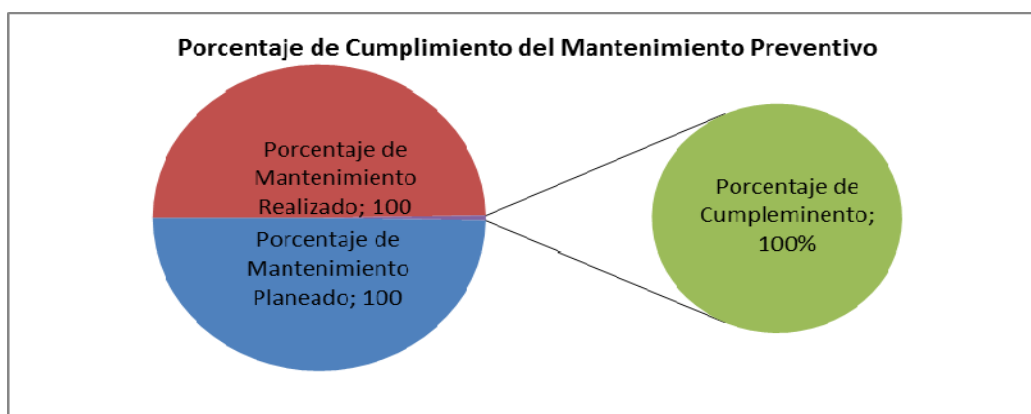 Porcentaje de Cumplimiento del Mantenimiento Preventivo
Porcentaje de
Mantenimiento
Realizado; 100
Porcentaje de
Mantenimiento
Planeado; 100
Porcentaje de
Cumpleminento;
100%